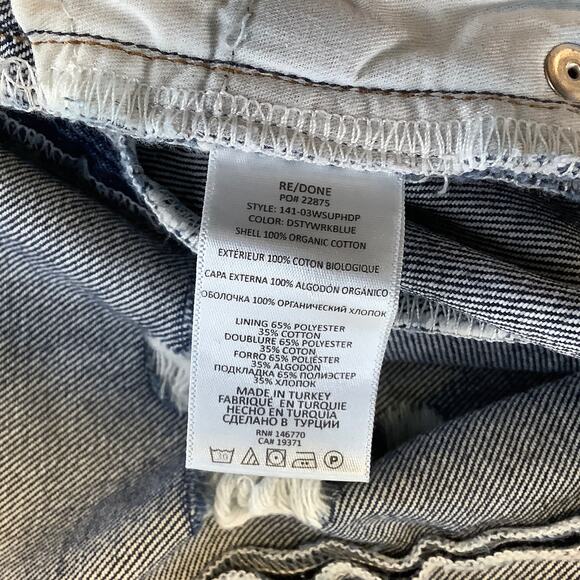 RE/DONE
PO# 22875
STYLE: 141-03WSUPHDP
COLOR: DSTYWRKBLUE
SHELL 100% ORGANIC COTTON
EXTÉRIEUR 100% COTON BIOLOGIQUE
CAPA EXTERNA 100% ALGODÓN ORGÁNICO
ОБОЛОЧКА 100% ОРГАНИЧЕСКИЙ ХЛОПОК
LINING 65% POLYESTER
35% COTTON
DOUBLURE 65% POLYESTER
35% COTON
FORRO 65% POLIÉSTER
35% ALGODÓN
ПОДКЛАДКА 65% ПОЛИЭСТЕР
35% ХЛОПОК
MADE IN TURKEY
FABRIQUÉ EN TURQUIE
HECHO EN TURQUÍA
СДЕЛАНО В ТУРЦИИ
RN# 146770
CA# 19371
30 P